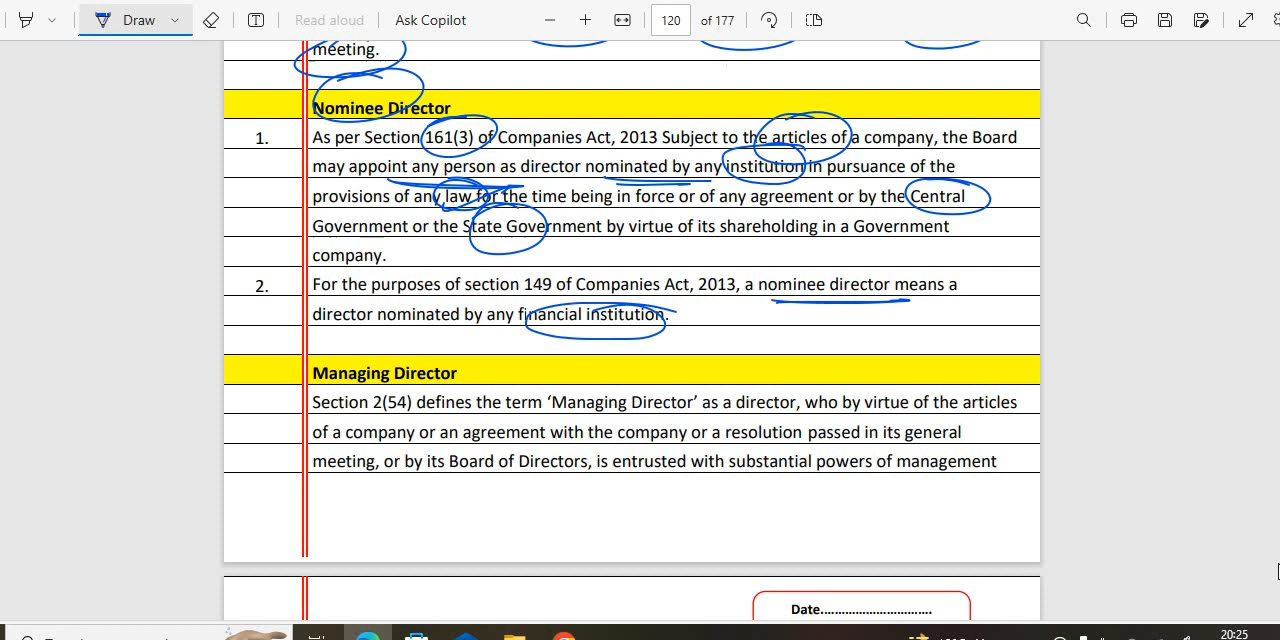 Draw
Read aloud
Ask Copilot
120 of 177
meeting.
Nominee Director
1. As per Section 161(3) of Companies Act, 2013 Subject to the articles of a company, the Board
may appoint any person as director nominated by any institution in pursuance of the
provisions of any law for the time being in force or of any agreement or by the Central
Government or the State Government by virtue of its shareholding in a Government
company.
2. For the purposes of section 149 of Companies Act, 2013, a nominee director means a
director nominated by any financial institution.
Managing Director
Section 2(54) defines the term ‘Managing Director’ as a director, who by virtue of the articles
of a company or an agreement with the company or a resolution passed in its general
meeting, or by its Board of Directors, is entrusted with substantial powers of management
Date...............................
20:25